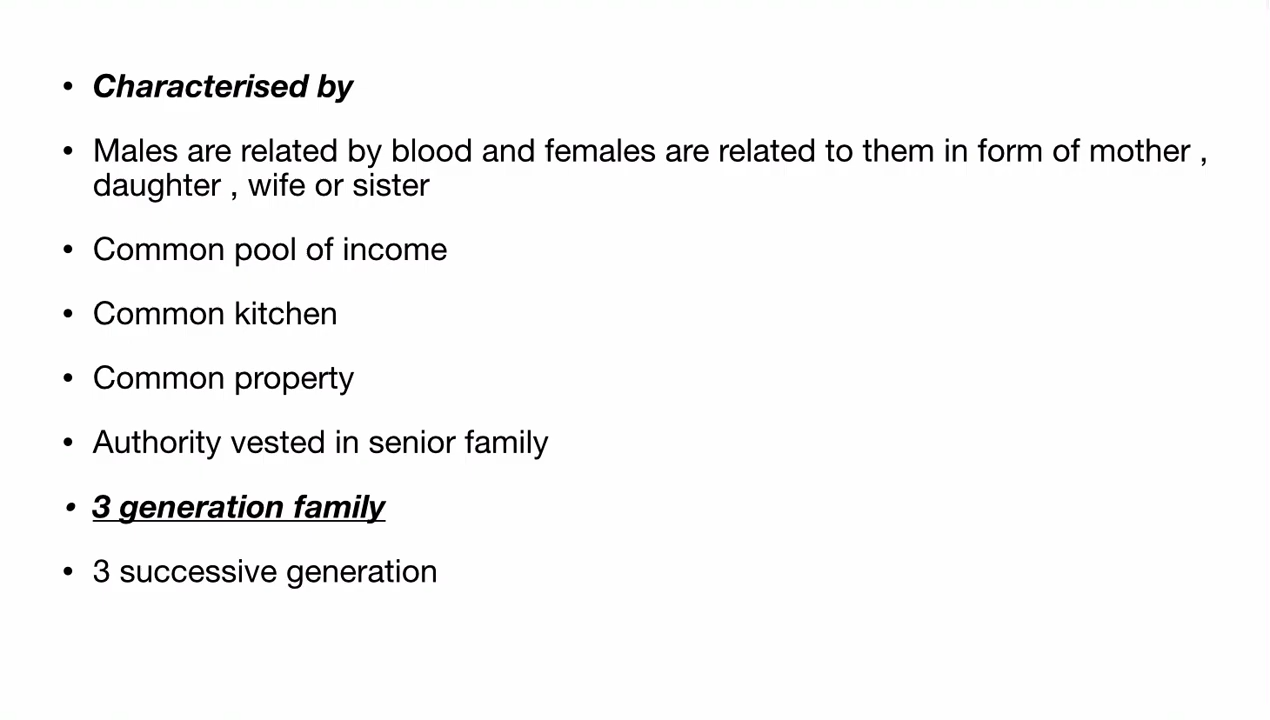 • Characterised by
• Males are related by blood and females are related to them in form of mother ,
daughter , wife or sister
• Common pool of income
• Common kitchen
• Common property
• Authority vested in senior family
• 3 generation family
• 3 successive generation